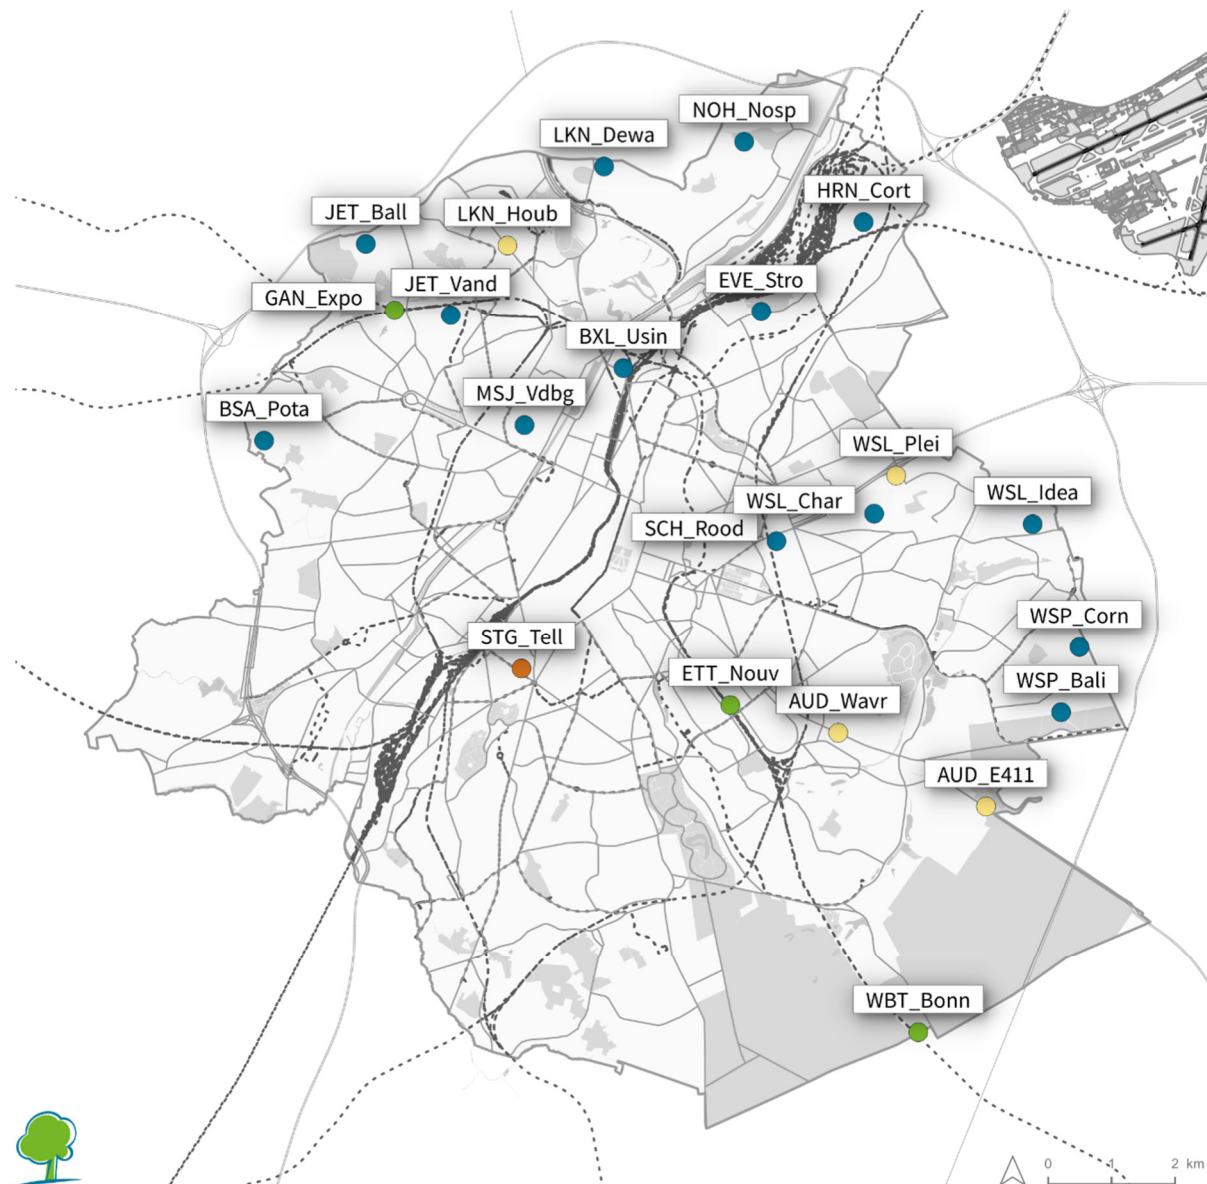 NOH_Nosp
LKN_Dewa
HRN_Cort
JET_Ball
LKN_Houb
EVE_Stro
JET_Vand
GAN_Expo
BXL_Usin
MSJ_Vdbg
BSA_Pota
WSL_Plei
WSL_Idea
WSL_Char
SCH_Rood
WSP_Corn
STG_Tell
ETT_Nouv
WSP_Bali
AUD_Wavr
AUD_E411
WBT_Bonn
0 1 2 km